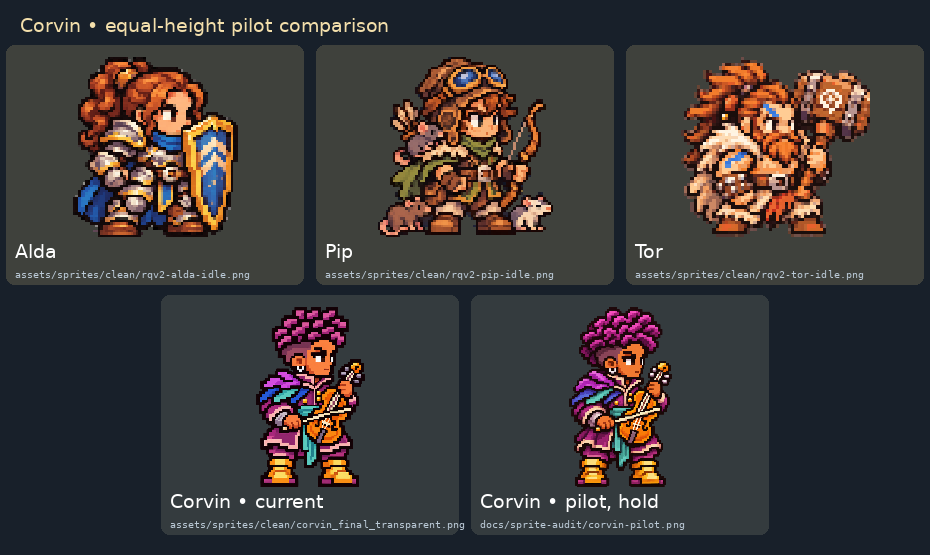 Corvin • equal-height pilot comparison
Alda
assets/sprites/clean/rqv2-alda-idle.png
Pip
assets/sprites/clean/rqv2-pip-idle.png
Tor
assets/sprites/clean/rqv2-tor-idle.png
Corvin • current
assets/sprites/clean/corvin_final_transparent.png
Corvin • pilot, hold
docs/sprite-audit/corvin-pilot.png